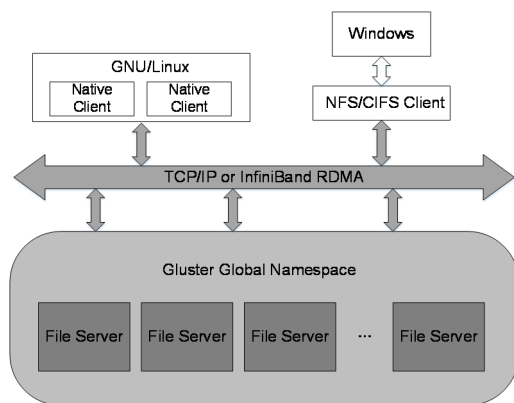 Windows
GNU/Linux
Native
Client
Native
Client
NFS/CIFS Client
TCP/IP or InfiniBand RDMA
Gluster Global Namespace
File Server
File Server
File Server
...
File Server